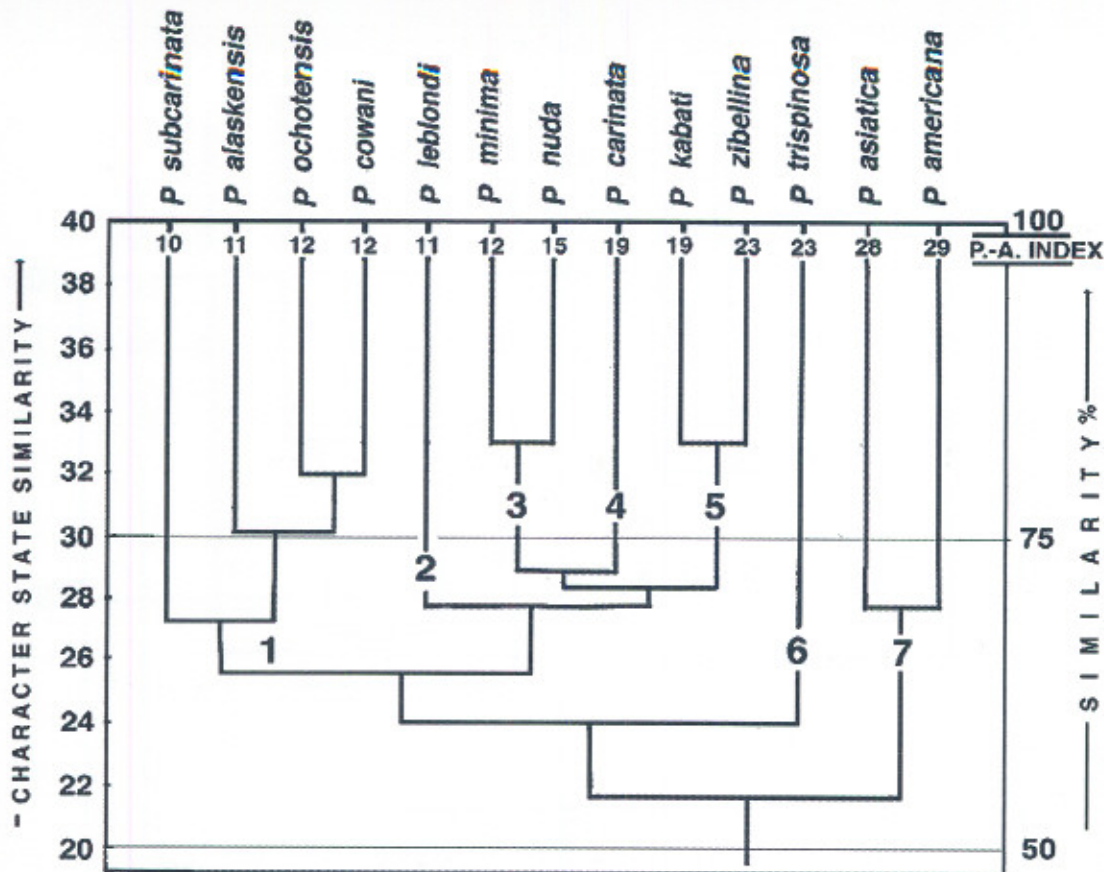 P subcarinata
P alaskensis
P ochotensis
P cowani
P leblondi
P minima
P nuda
P carinata
P kabati
P zibellina
P trispinosa
P asiatica
P americana
40 100
10 11 12 12 11 12 15 19 19 23 23 28 29 P.-A. INDEX
38
36
34
32
3 4 5
30 75
2
28
1 6 7
26
24
22
20 50
- CHARACTER STATE SIMILARITY
SIMILARITY %